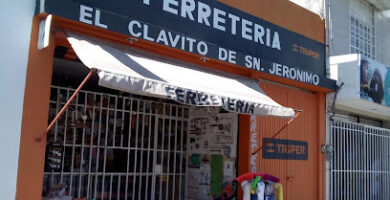 FERRETERIA
EL CLAVITO DE SN. JERONIMO
TRUPER
FERRETERIA
TRUPER